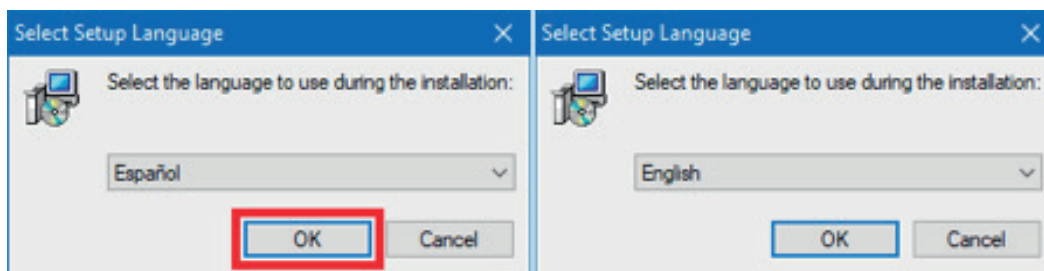 Select Setup Language
Select the language to use during the installation:
Español
OK
Cancel
Select Setup Language
Select the language to use during the installation:
English
OK
Cancel